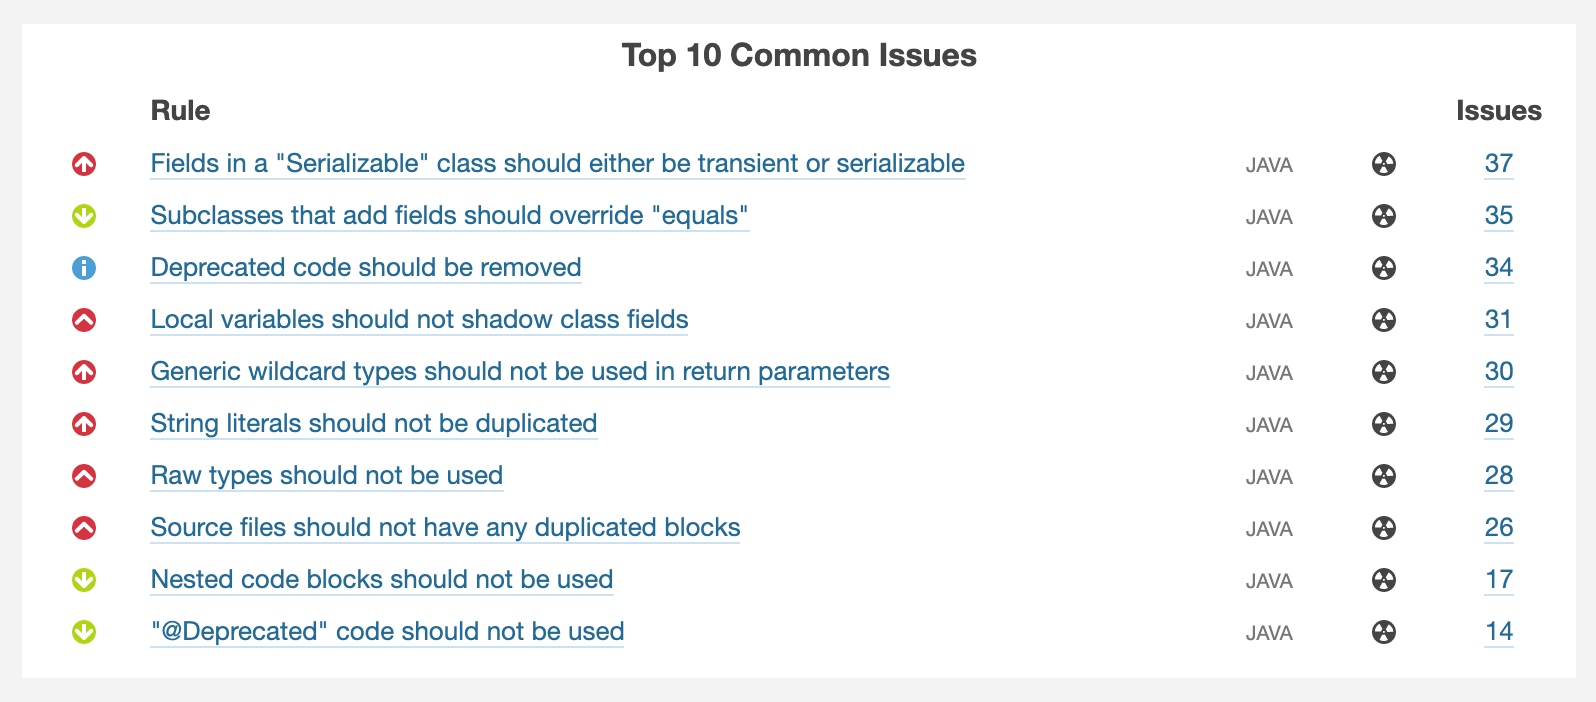 Top 10 Common Issues
Rule Issues
Fields in a "Serializable" class should either be transient or serializable JAVA 37
Subclasses that add fields should override "equals" JAVA 35
Deprecated code should be removed JAVA 34
Local variables should not shadow class fields JAVA 31
Generic wildcard types should not be used in return parameters JAVA 30
String literals should not be duplicated JAVA 29
Raw types should not be used JAVA 28
Source files should not have any duplicated blocks JAVA 26
Nested code blocks should not be used JAVA 17
"@Deprecated" code should not be used JAVA 14